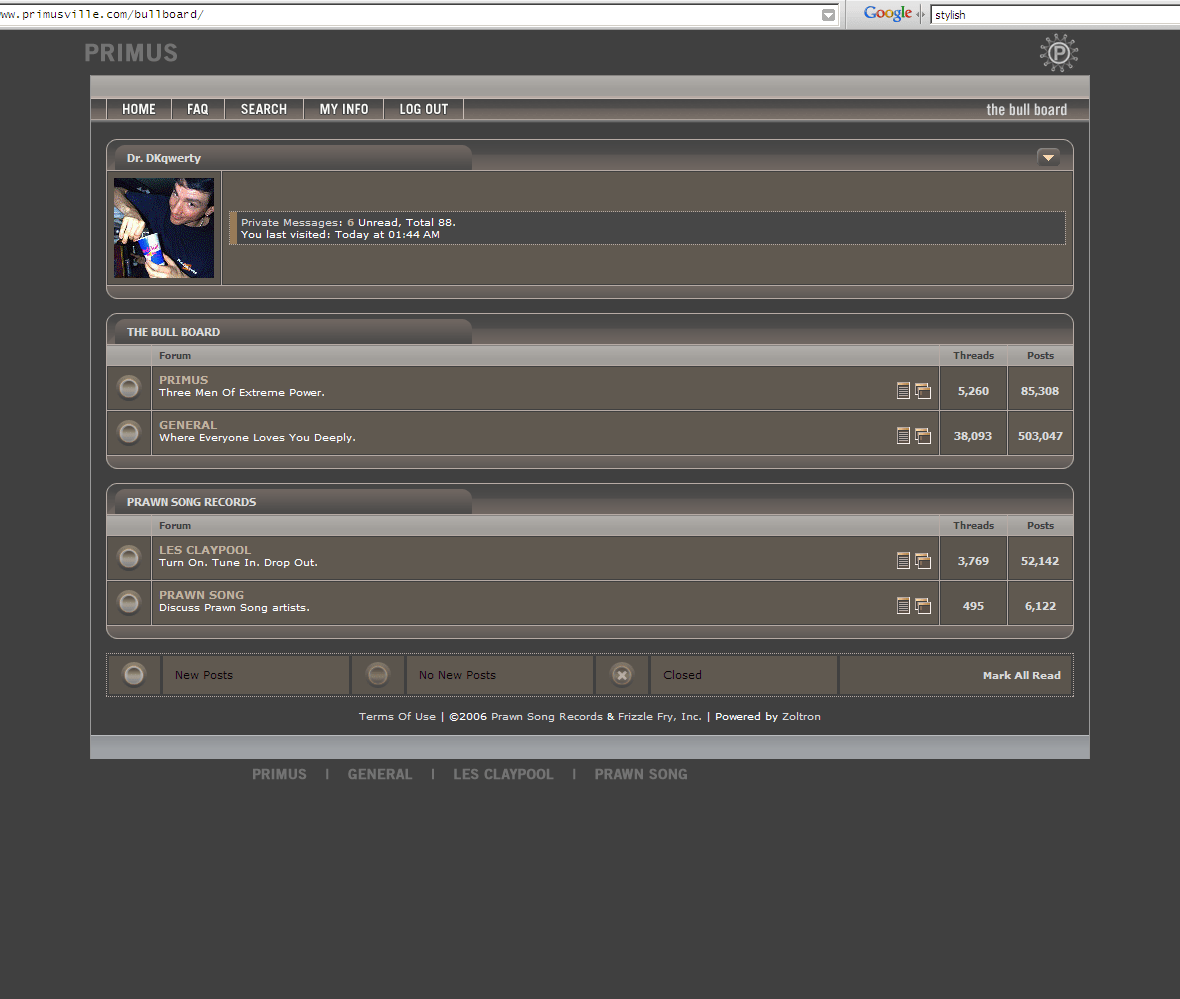 ww.primusville.com/bullboard/
Google
stylish
PRIMUS
P
HOME FAQ SEARCH MY INFO LOG OUT
the bull board
Dr. DKqwerty
Private Messages: 6 Unread, Total 88.
You last visited: Today at 01:44 AM
THE BULL BOARD
Forum Threads Posts
PRIMUS
Three Men Of Extreme Power.
5,260 85,308
GENERAL
Where Everyone Loves You Deeply.
38,093 503,047
PRAWN SONG RECORDS
Forum Threads Posts
LES CLAYPOOL
Turn On. Tune In. Drop Out.
3,769 52,142
PRAWN SONG
Discuss Prawn Song artists.
495 6,122
New Posts No New Posts Closed Mark All Read
Terms Of Use | ©2006 Prawn Song Records & Frizzle Fry, Inc. | Powered by Zoltron
PRIMUS | GENERAL | LES CLAYPOOL | PRAWN SONG